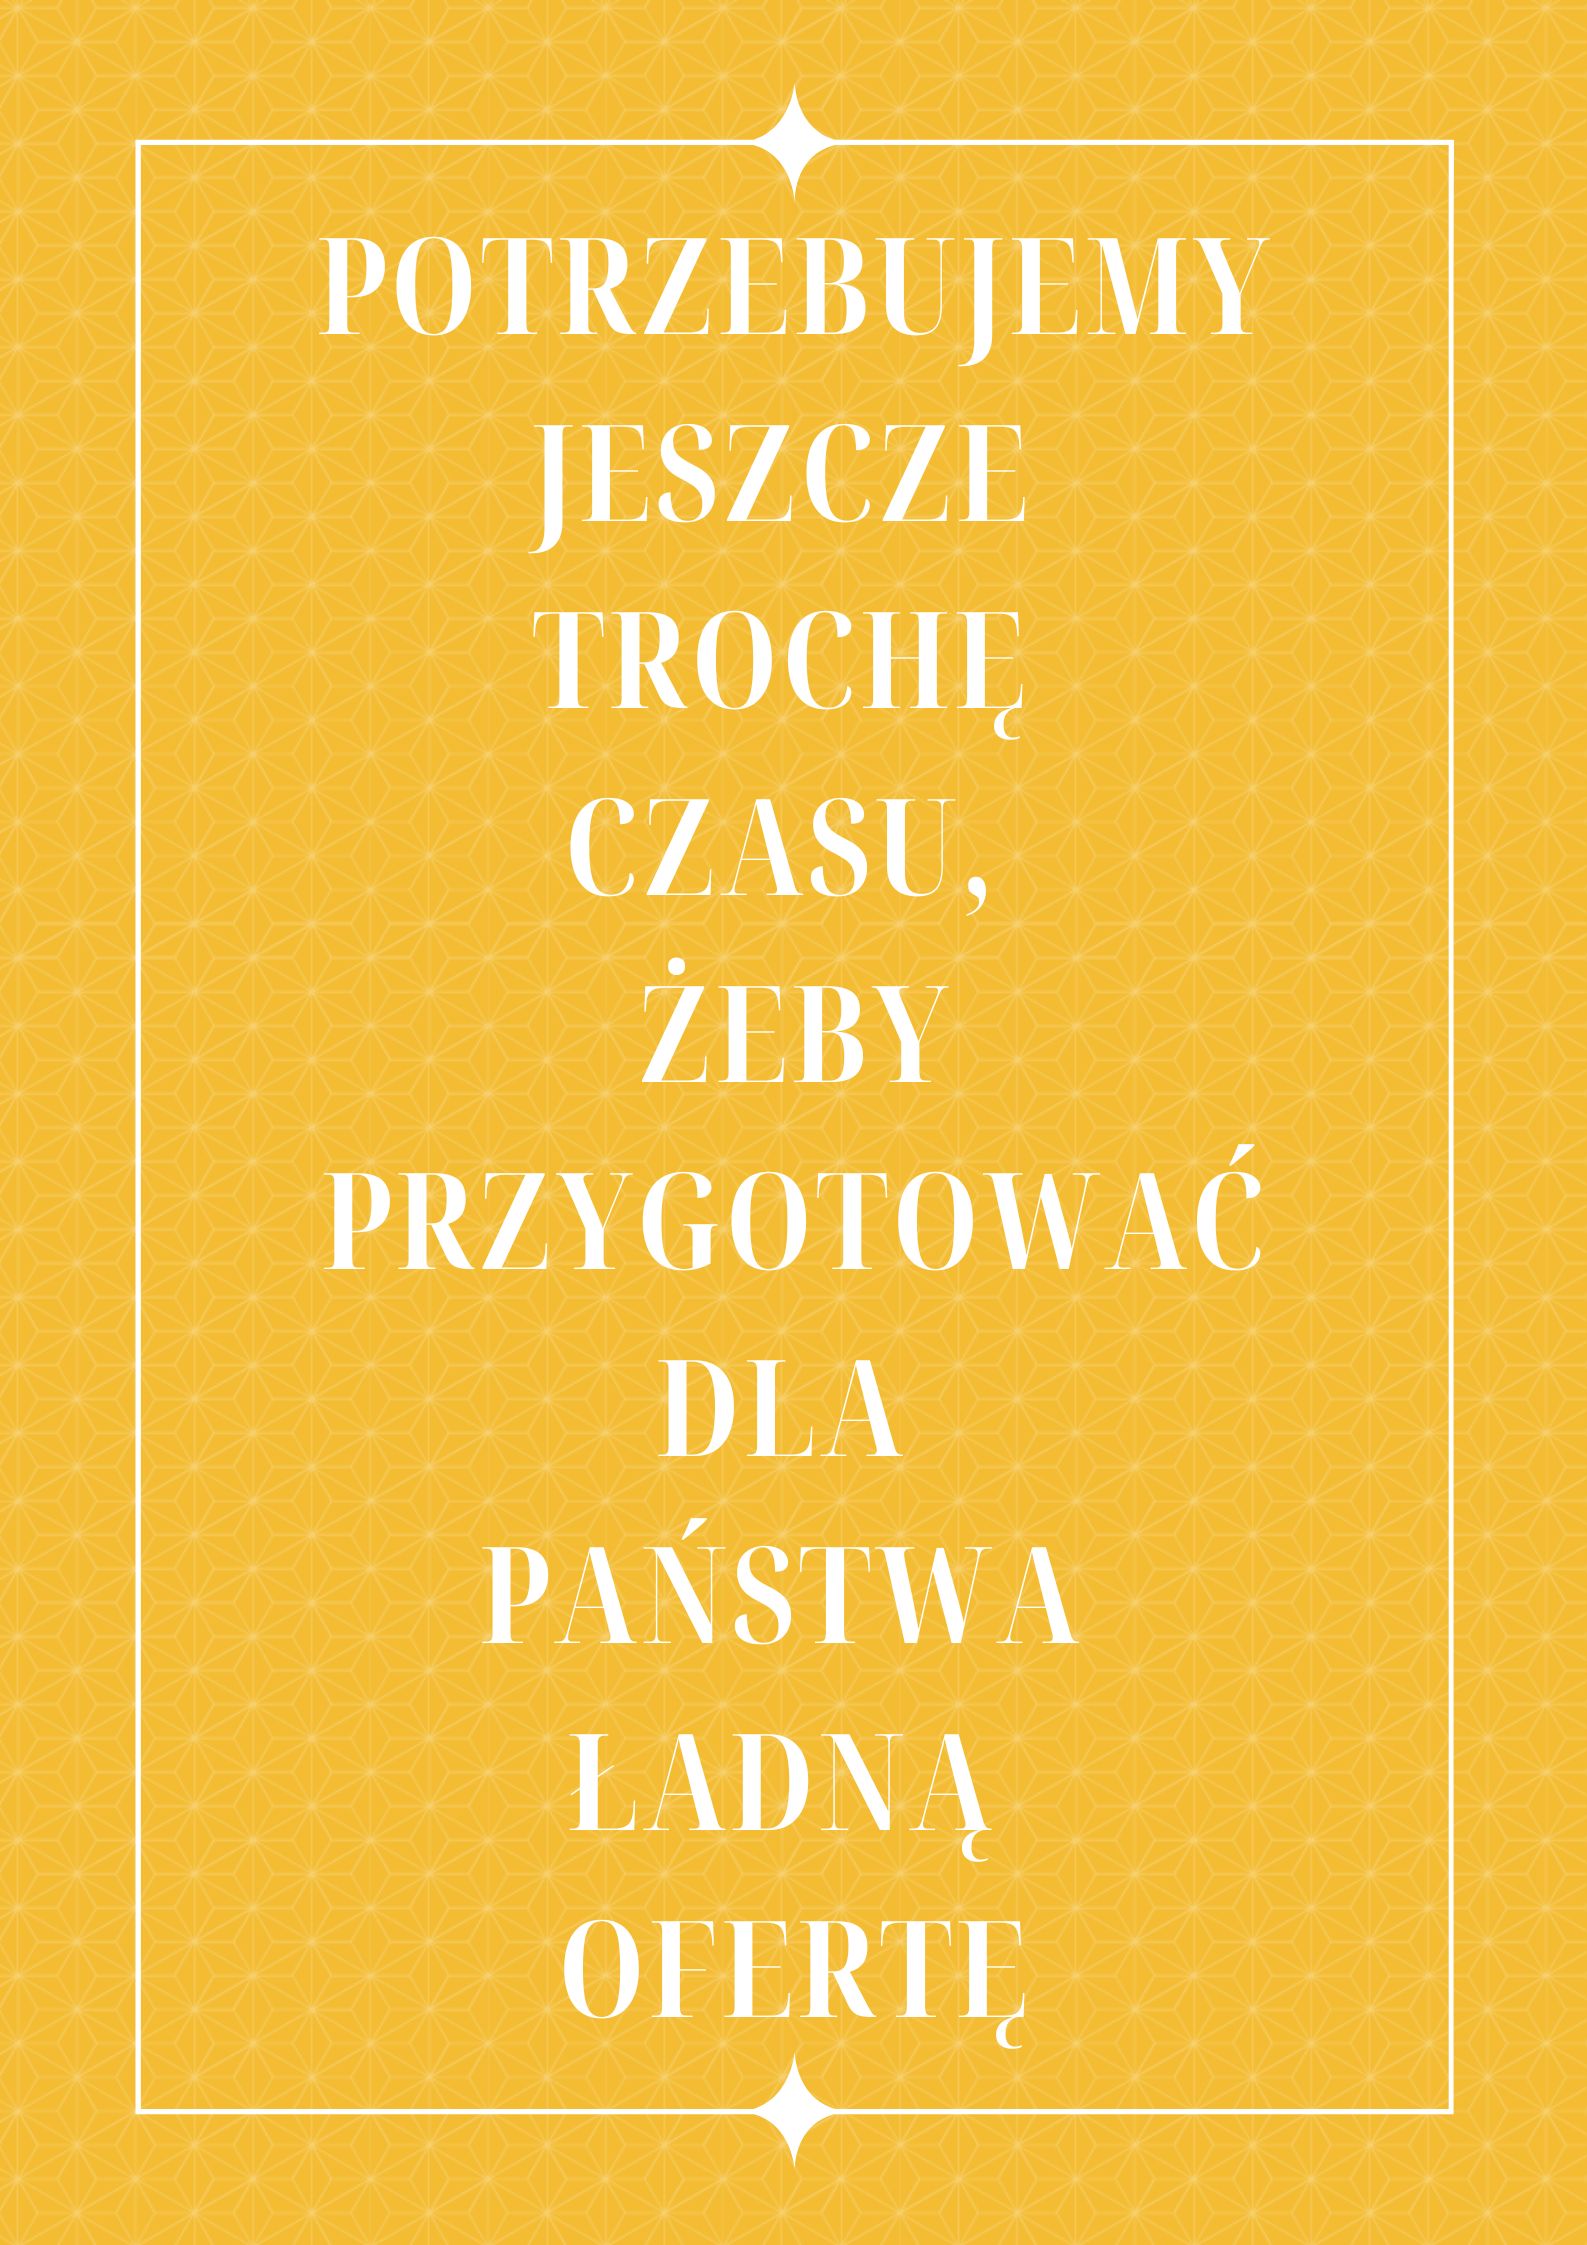 POTRZEBUJEMY
JESZCZE
TROCHĘ
CZASU,
ŻEBY
PRZYGOTOWAĆ
DLA
PAŃSTWA
ŁADNĄ
OFERTĘ